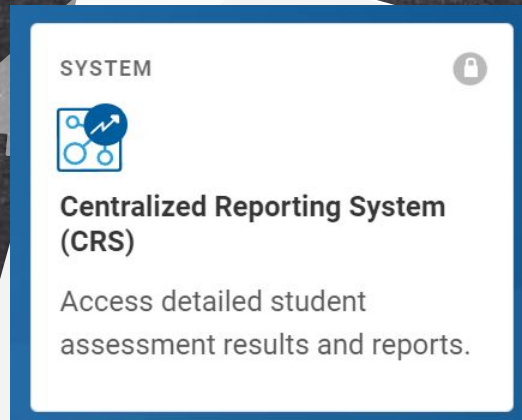 SYSTEM
Centralized Reporting System
(CRS)
Access detailed student
assessment results and reports.